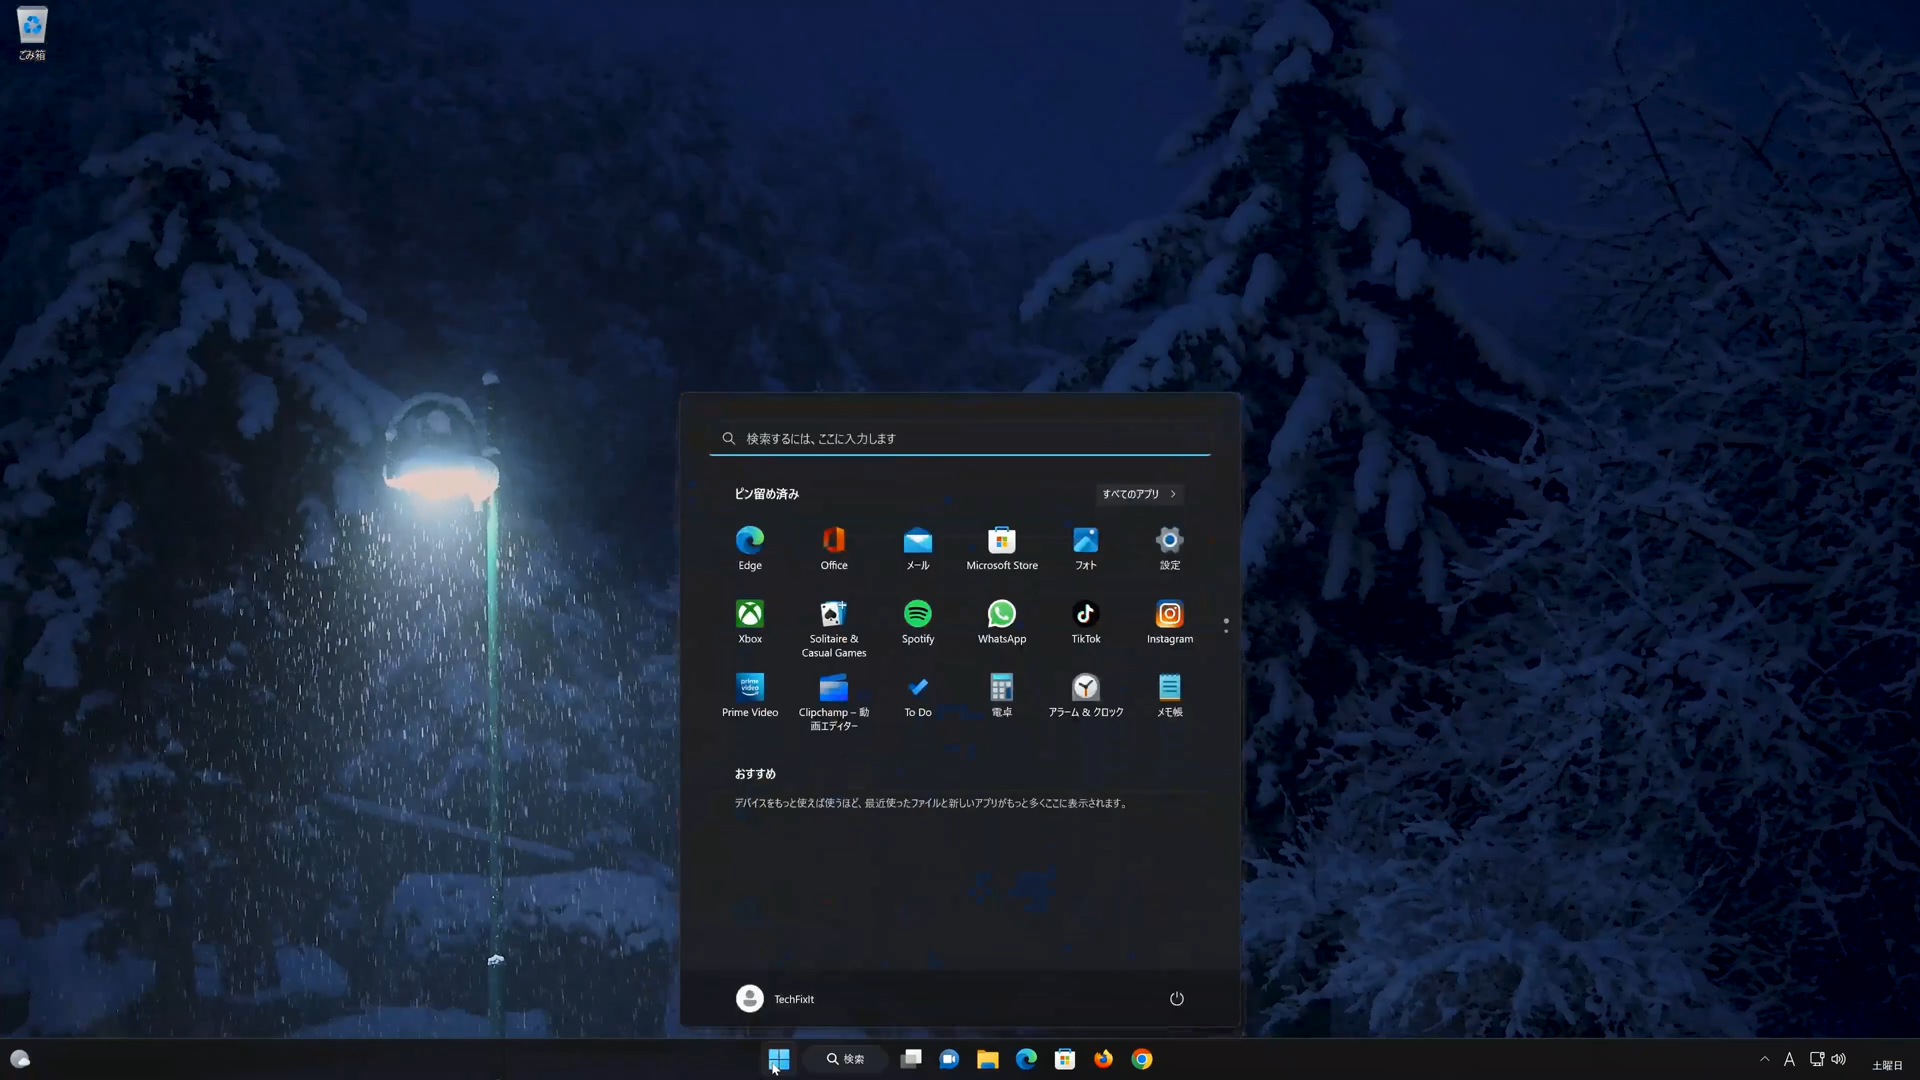 ごみ箱
検索するには、ここに入力します
ピン留め済み
すべてのアプリ
Edge
Office
メール
Microsoft Store
フォト
設定
Xbox
Solitaire &
Casual Games
Spotify
WhatsApp
TikTok
Instagram
prime
video
Prime Video
Clipchamp – 動
画エディター
To Do
電卓
アラーム & クロック
メモ帳
おすすめ
デバイスをもっと使えば使うほど、最近使ったファイルと新しいアプリがもっと多くここに表示されます。
TechFixIt
検索
A
土曜日